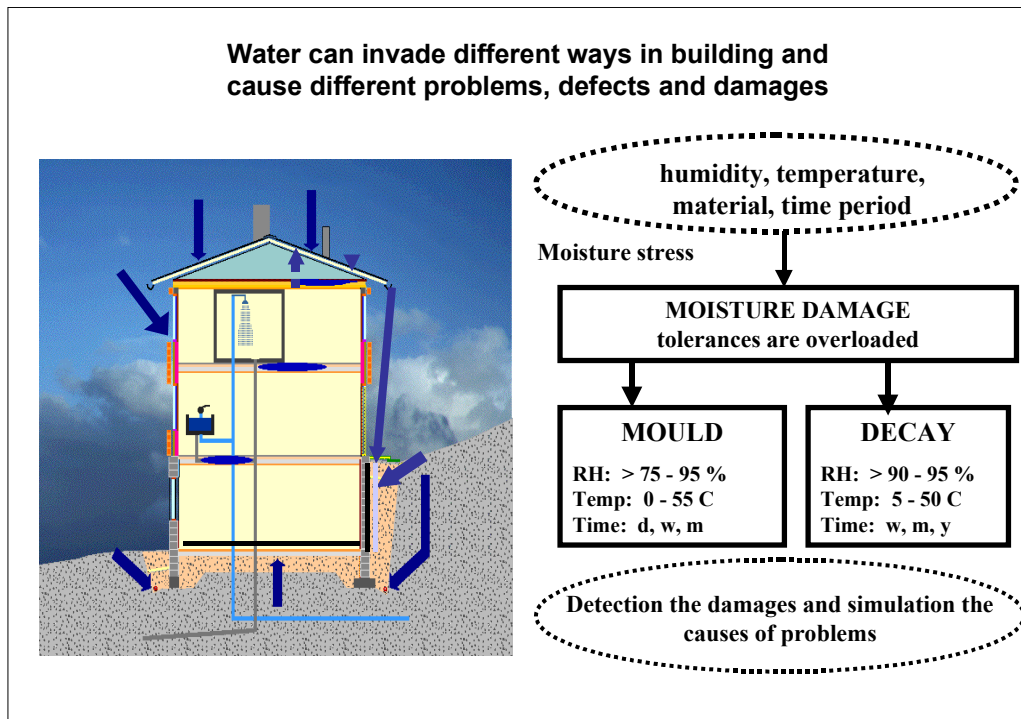 Water can invade different ways in building and
cause different problems, defects and damages
humidity, temperature,
material, time period
Moisture stress
MOISTURE DAMAGE
tolerances are overloaded
MOULD
RH: > 75 - 95 %
Temp: 0 - 55 C
Time: d, w, m
DECAY
RH: > 90 - 95 %
Temp: 5 - 50 C
Time: w, m, y
Detection the damages and simulation the
causes of problems